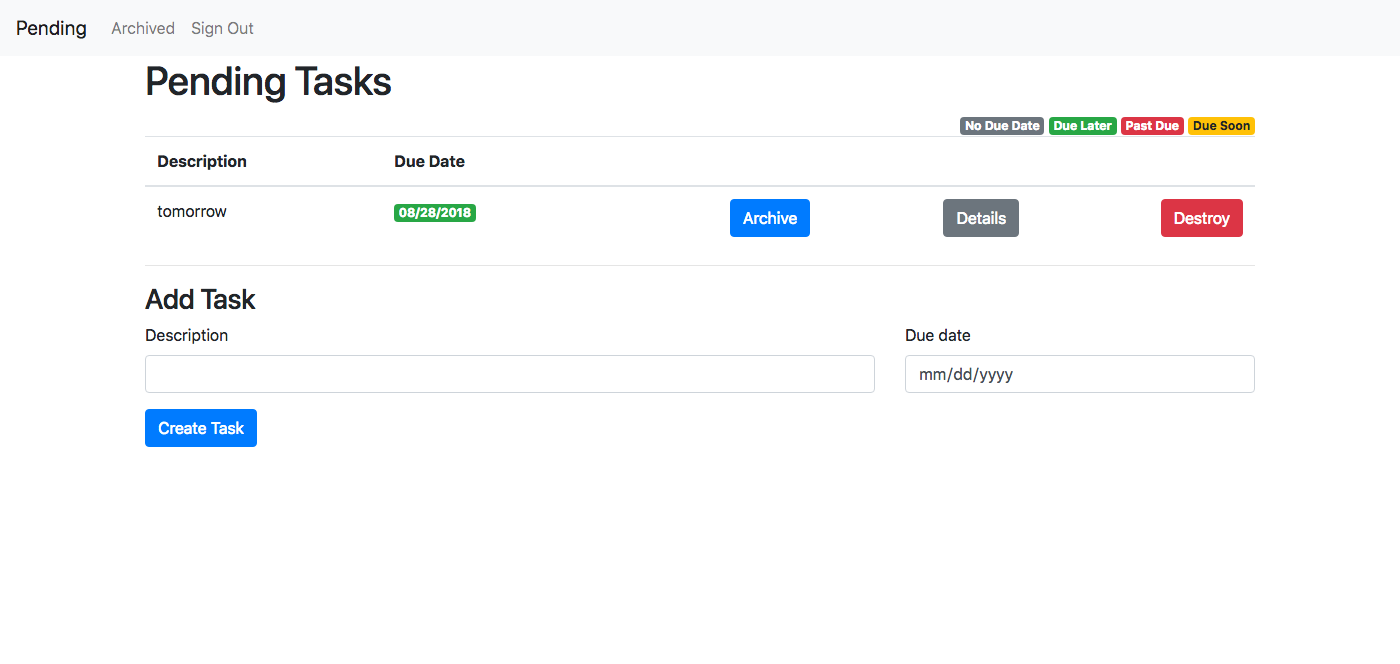 Pending Archived Sign Out
Pending Tasks
No Due Date Due Later Past Due Due Soon
Description Due Date
tomorrow 08/28/2018 Archive Details Destroy
Add Task
Description Due date
mm/dd/yyyy
Create Task